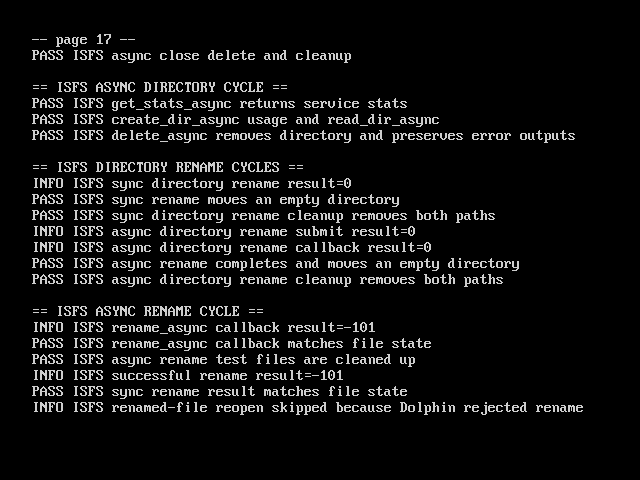 -- page 17 --
PASS ISFS async close delete and cleanup
== ISFS ASYNC DIRECTORY CYCLE ==
PASS ISFS get_stats_async returns service stats
PASS ISFS create_dir_async usage and read_dir_async
PASS ISFS delete_async removes directory and preserves error outputs
== ISFS DIRECTORY RENAME CYCLES ==
INFO ISFS sync directory rename result=0
PASS ISFS sync rename moves an empty directory
PASS ISFS sync directory rename cleanup removes both paths
INFO ISFS async directory rename submit result=0
INFO ISFS async directory rename callback result=0
PASS ISFS async rename completes and moves an empty directory
PASS ISFS async directory rename cleanup removes both paths
== ISFS ASYNC RENAME CYCLE ==
INFO ISFS rename_async callback result=-101
PASS ISFS rename_async callback matches file state
PASS ISFS async rename test files are cleaned up
INFO ISFS successful rename result=-101
PASS ISFS sync rename result matches file state
INFO ISFS renamed-file reopen skipped because Dolphin rejected rename